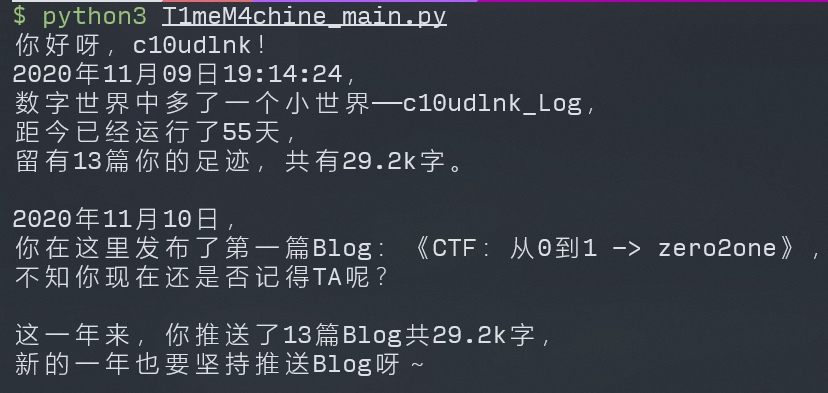 $ python3 T1meM4chine_main.py
你好呀，c10udlnk！
2020年11月09日19:14:24，
数字世界中多了一个小世界——c10udlnk_Log，
距今已经运行了55天，
留有13篇你的足迹，共有29.2k字。
2020年11月10日，
你在这里发布了第一篇Blog：《CTF：从0到1 -> zero2one》，
不知你现在还是否记得TA呢？
这一年来，你推送了13篇Blog共29.2k字，
新的一年也要坚持推送Blog呀～